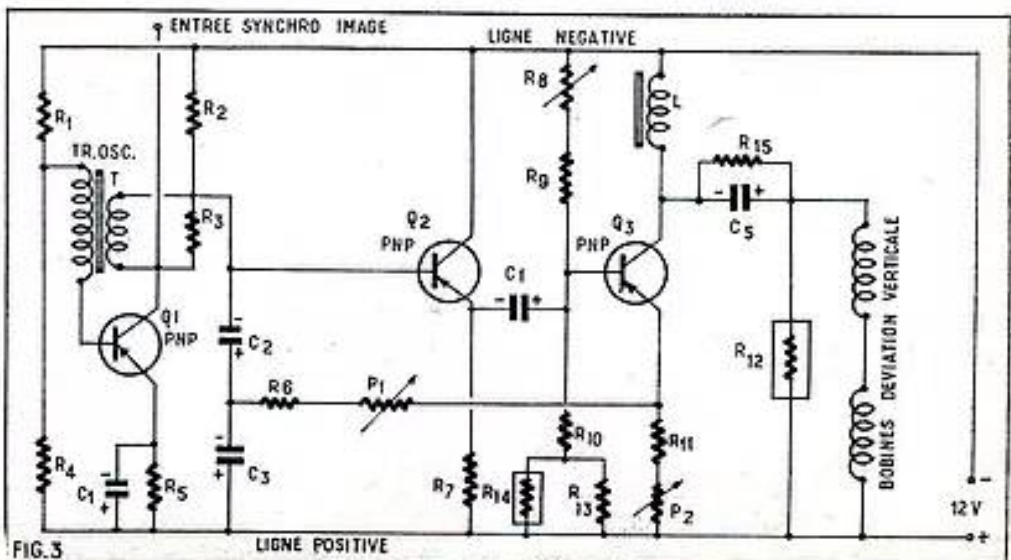 ENTREE SYNCHRO IMAGE
LIGNE NEGATIVE
R1
R2
R8
L
TR.OSC.
T
R15
R9
R3
Q2
PNP
Q3
PNP
- C5 +
C1
- +
Q1
PNP
C2
-
+
R12
BOBINES DEVIATION VERTICALE
R6
P1
R10
R11
R4
C1
-
+
R5
C3
-
+
R7
R14
R13
P2
-
12 V
+
FIG.3
LIGNE POSITIVE